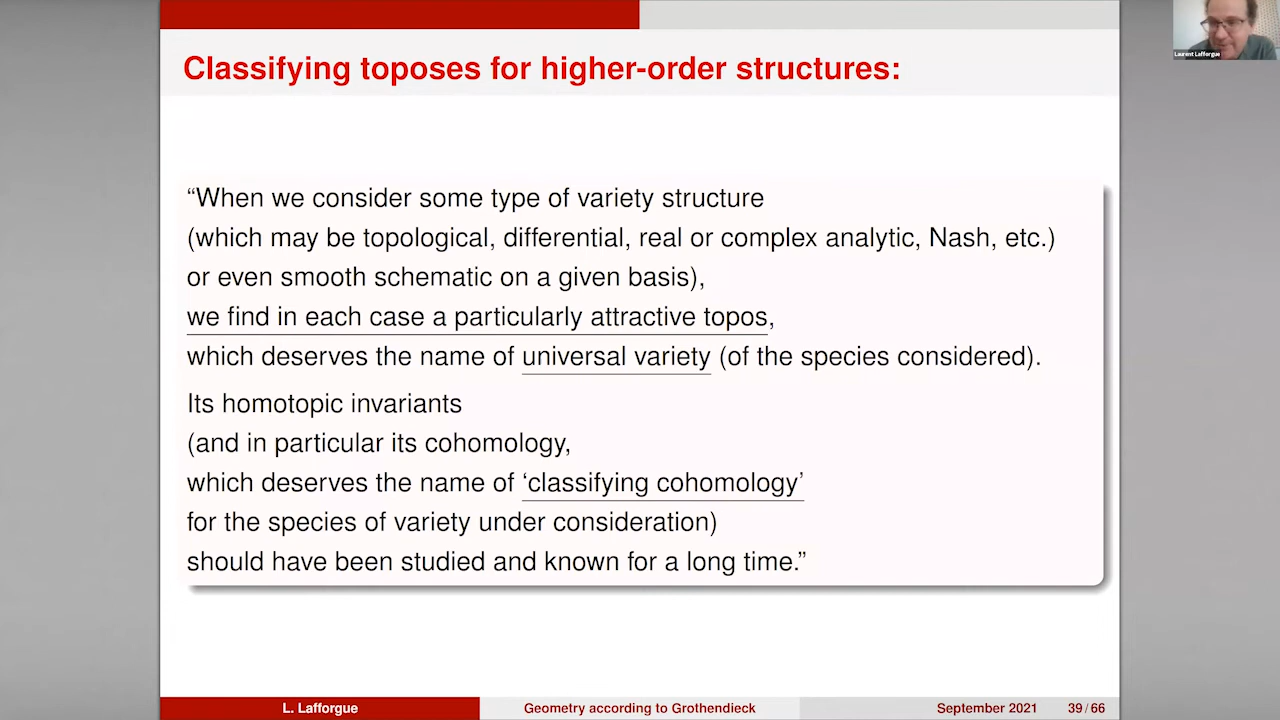 Laurent Lafforgue
Classifying toposes for higher-order structures:
“When we consider some type of variety structure
(which may be topological, differential, real or complex analytic, Nash, etc.)
or even smooth schematic on a given basis),
we find in each case a particularly attractive topos,
which deserves the name of universal variety (of the species considered).
Its homotopic invariants
(and in particular its cohomology,
which deserves the name of ‘classifying cohomology’
for the species of variety under consideration)
should have been studied and known for a long time.”
L. Lafforgue
Geometry according to Grothendieck
September 2021
39 / 66